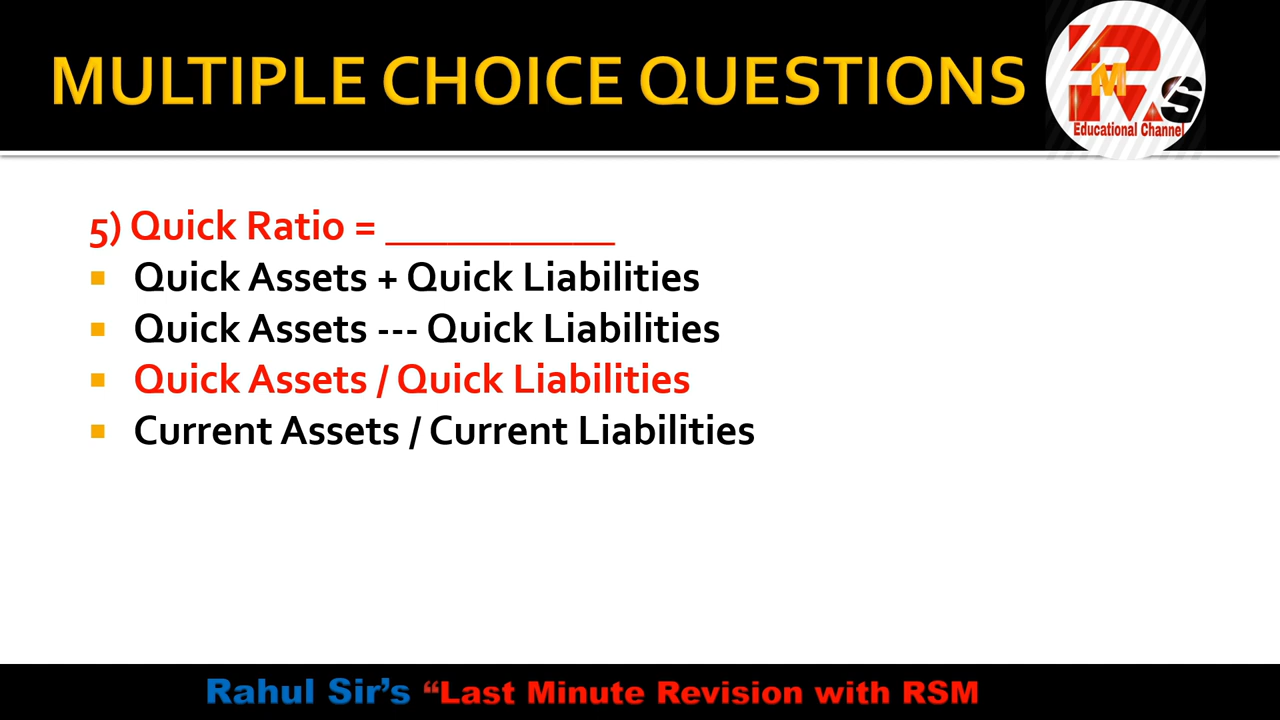 MULTIPLE CHOICE QUESTIONS
RMS
Educational Channel
5) Quick Ratio = ___________
Quick Assets + Quick Liabilities
Quick Assets --- Quick Liabilities
Quick Assets / Quick Liabilities
Current Assets / Current Liabilities
Rahul Sir’s “Last Minute Revision with RSM